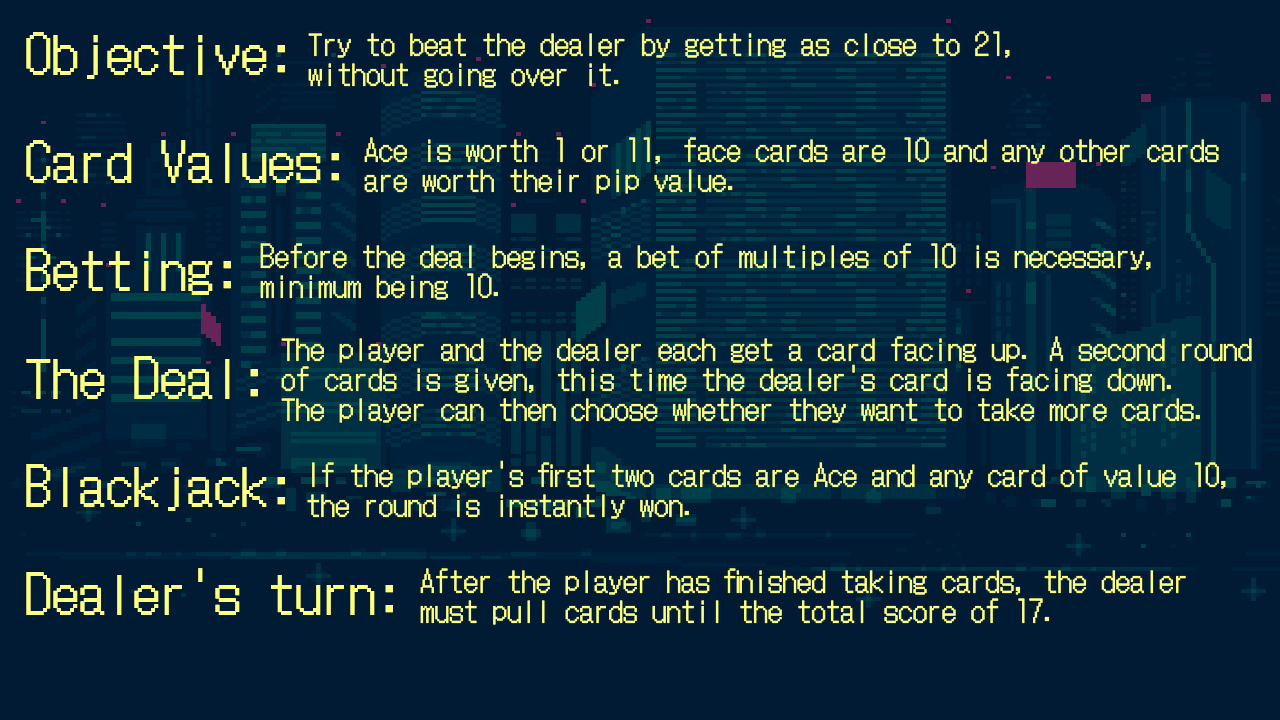 Objective: Try to beat the dealer by getting as close to 21,
without going over it.
Card Values: Ace is worth 1 or 11, face cards are 10 and any other cards
are worth their pip value.
Betting: Before the deal begins, a bet of multiples of 10 is necessary,
minimum being 10.
The Deal: The player and the dealer each get a card facing up. A second round
of cards is given, this time the dealer's card is facing down.
The player can then choose whether they want to take more cards.
Blackjack: If the player's first two cards are Ace and any card of value 10,
the round is instantly won.
Dealer's turn: After the player has finished taking cards, the dealer
must pull cards until the total score of 17.